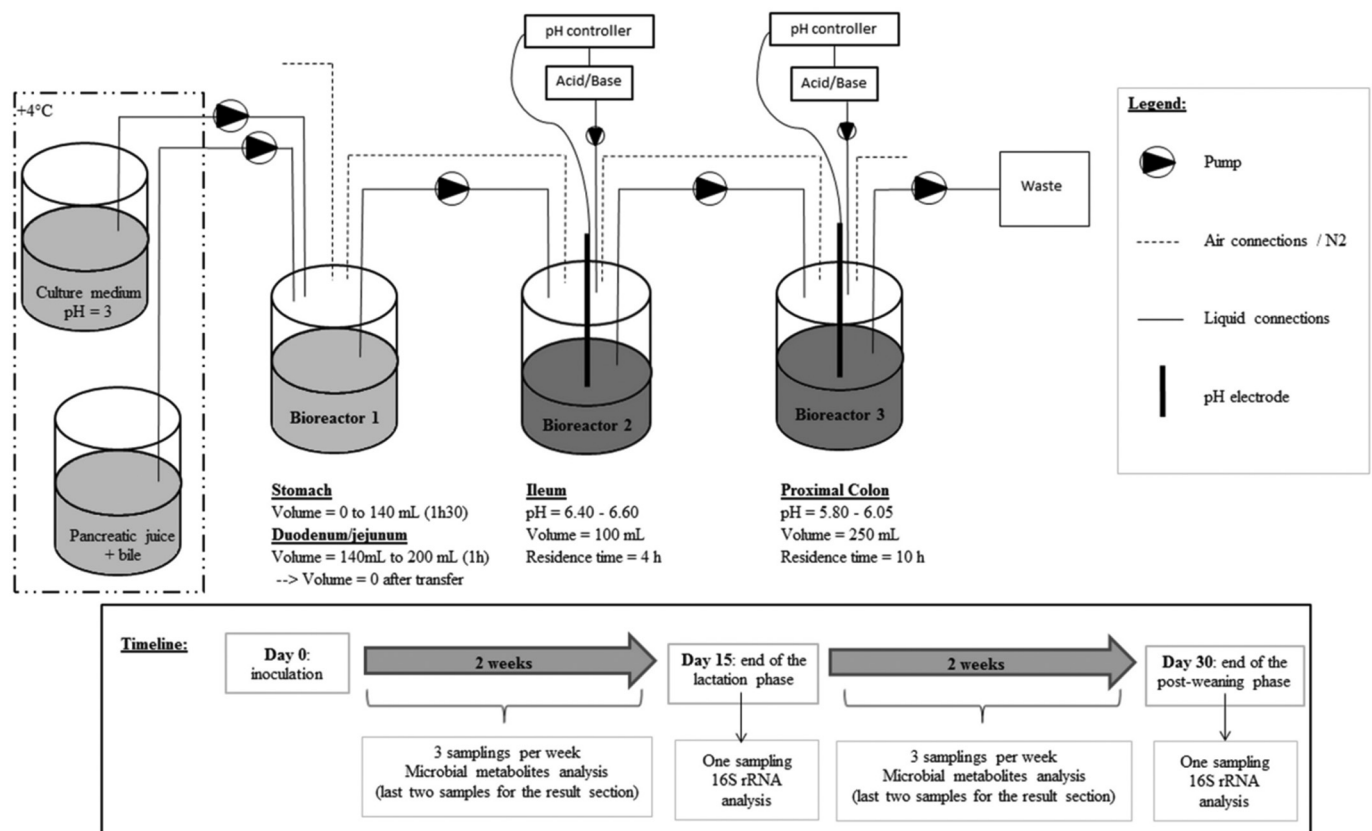 pH controller
Acid/Base
pH controller
Acid/Base
+4°C
Culture medium
pH = 3
Pancreatic juice
+ bile
Bioreactor 1
Bioreactor 2
Bioreactor 3
Waste
Legend:
Pump
Air connections / N2
Liquid connections
pH electrode
Stomach
Volume = 0 to 140 mL (1h30)
Duodenum/jejunum
Volume = 140mL to 200 mL (1h)
--> Volume = 0 after transfer
Ileum
pH = 6.40 - 6.60
Volume = 100 mL
Residence time = 4 h
Proximal Colon
pH = 5.80 - 6.05
Volume = 250 mL
Residence time = 10 h
Timeline:
Day 0:
inoculation
2 weeks
Day 15: end of the
lactation phase
2 weeks
Day 30: end of the
post-weaning phase
3 samplings per week
Microbial metabolites analysis
(last two samples for the result section)
One sampling
16S rRNA
analysis
3 samplings per week
Microbial metabolites analysis
(last two samples for the result section)
One sampling
16S rRNA
analysis